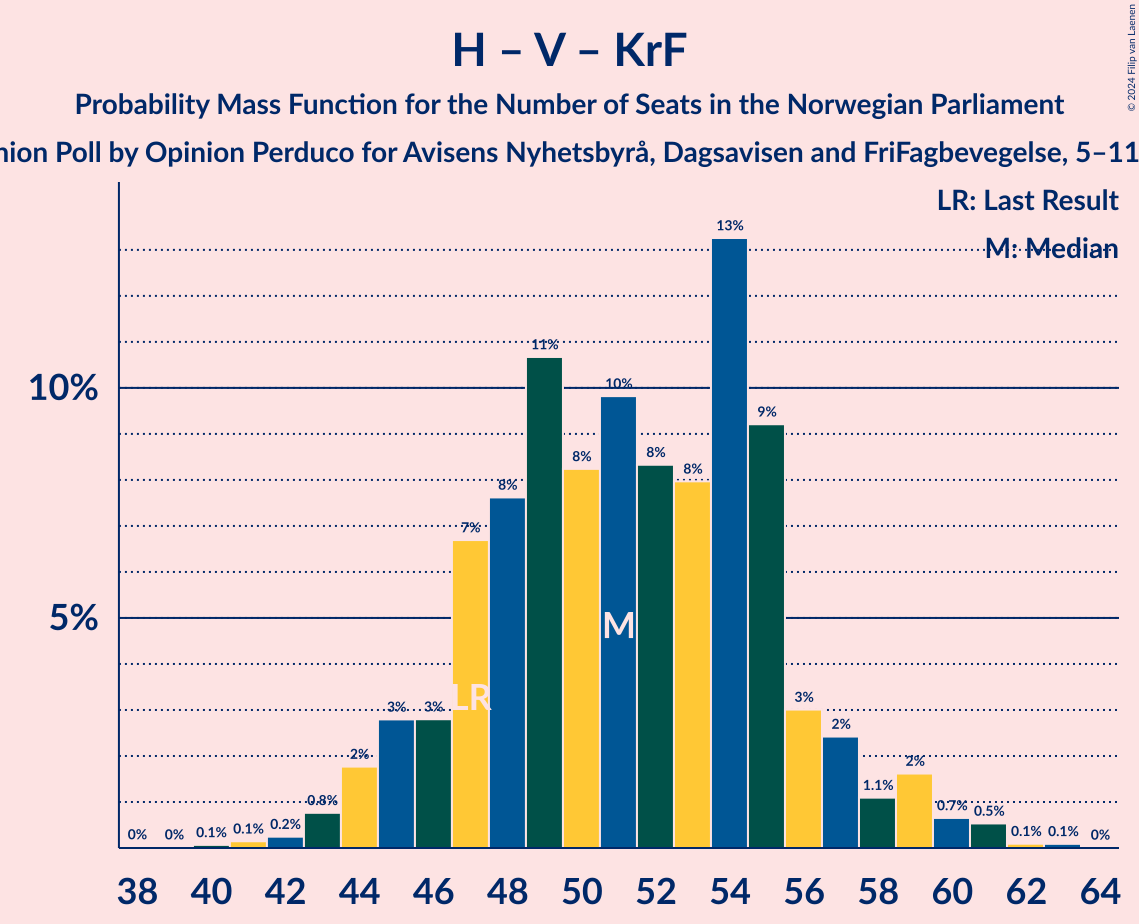 © 2024 Filip van Laenen
H – V – KrF
Probability Mass Function for the Number of Seats in the Norwegian Parliament
nion Poll by Opinion Perduco for Avisens Nyhetsbyrå, Dagsavisen and FriFagbevegelse, 5–11
LR: Last Result
M: Median
13%
11%
10%
10%
9%
8%
8%
8%
8%
7%
5%
M
LR
3%
3%
3%
2%
2%
2%
1.1%
0.8%
0.7%
0.5%
0% 0% 0.1% 0.1% 0.2%
0.1% 0.1% 0%
38 40 42 44 46 48 50 52 54 56 58 60 62 64